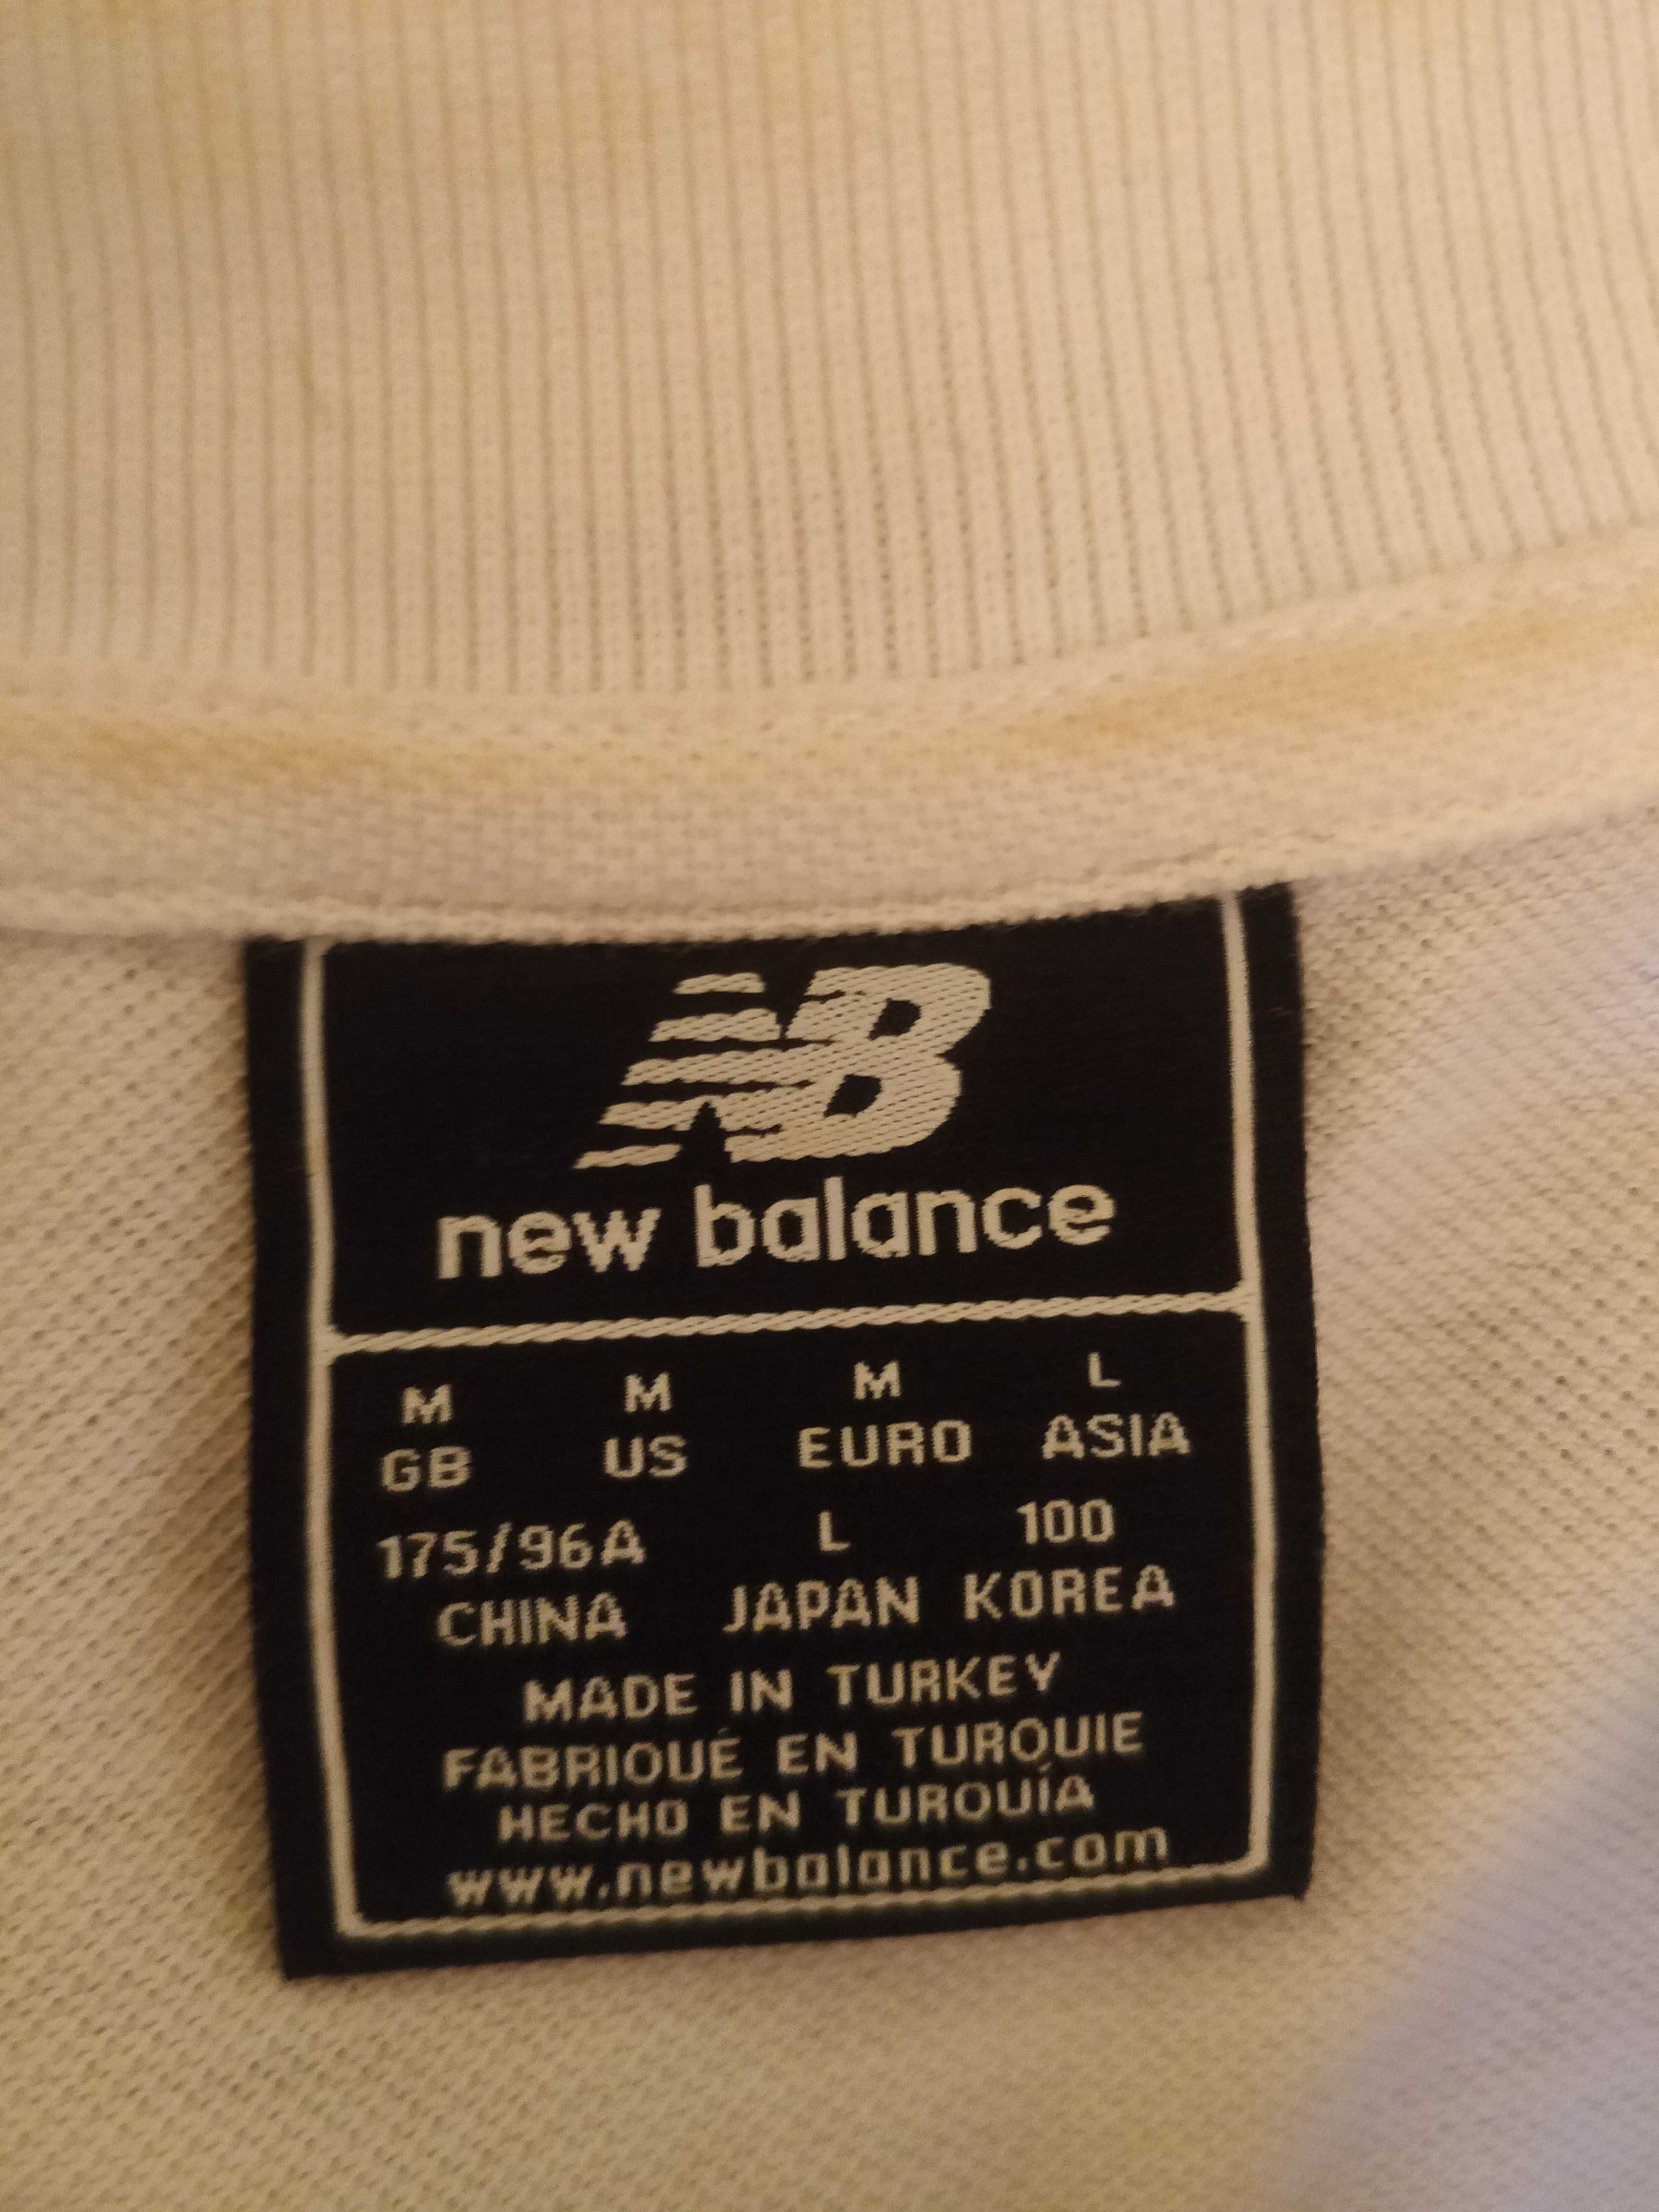 NB
new balance
M M M L
GB US EURO ASIA
175/96A L 100
CHINA JAPAN KOREA
MADE IN TURKEY
FABRIQUÉ EN TURQUIE
HECHO EN TURQUÍA
www.newbalance.com